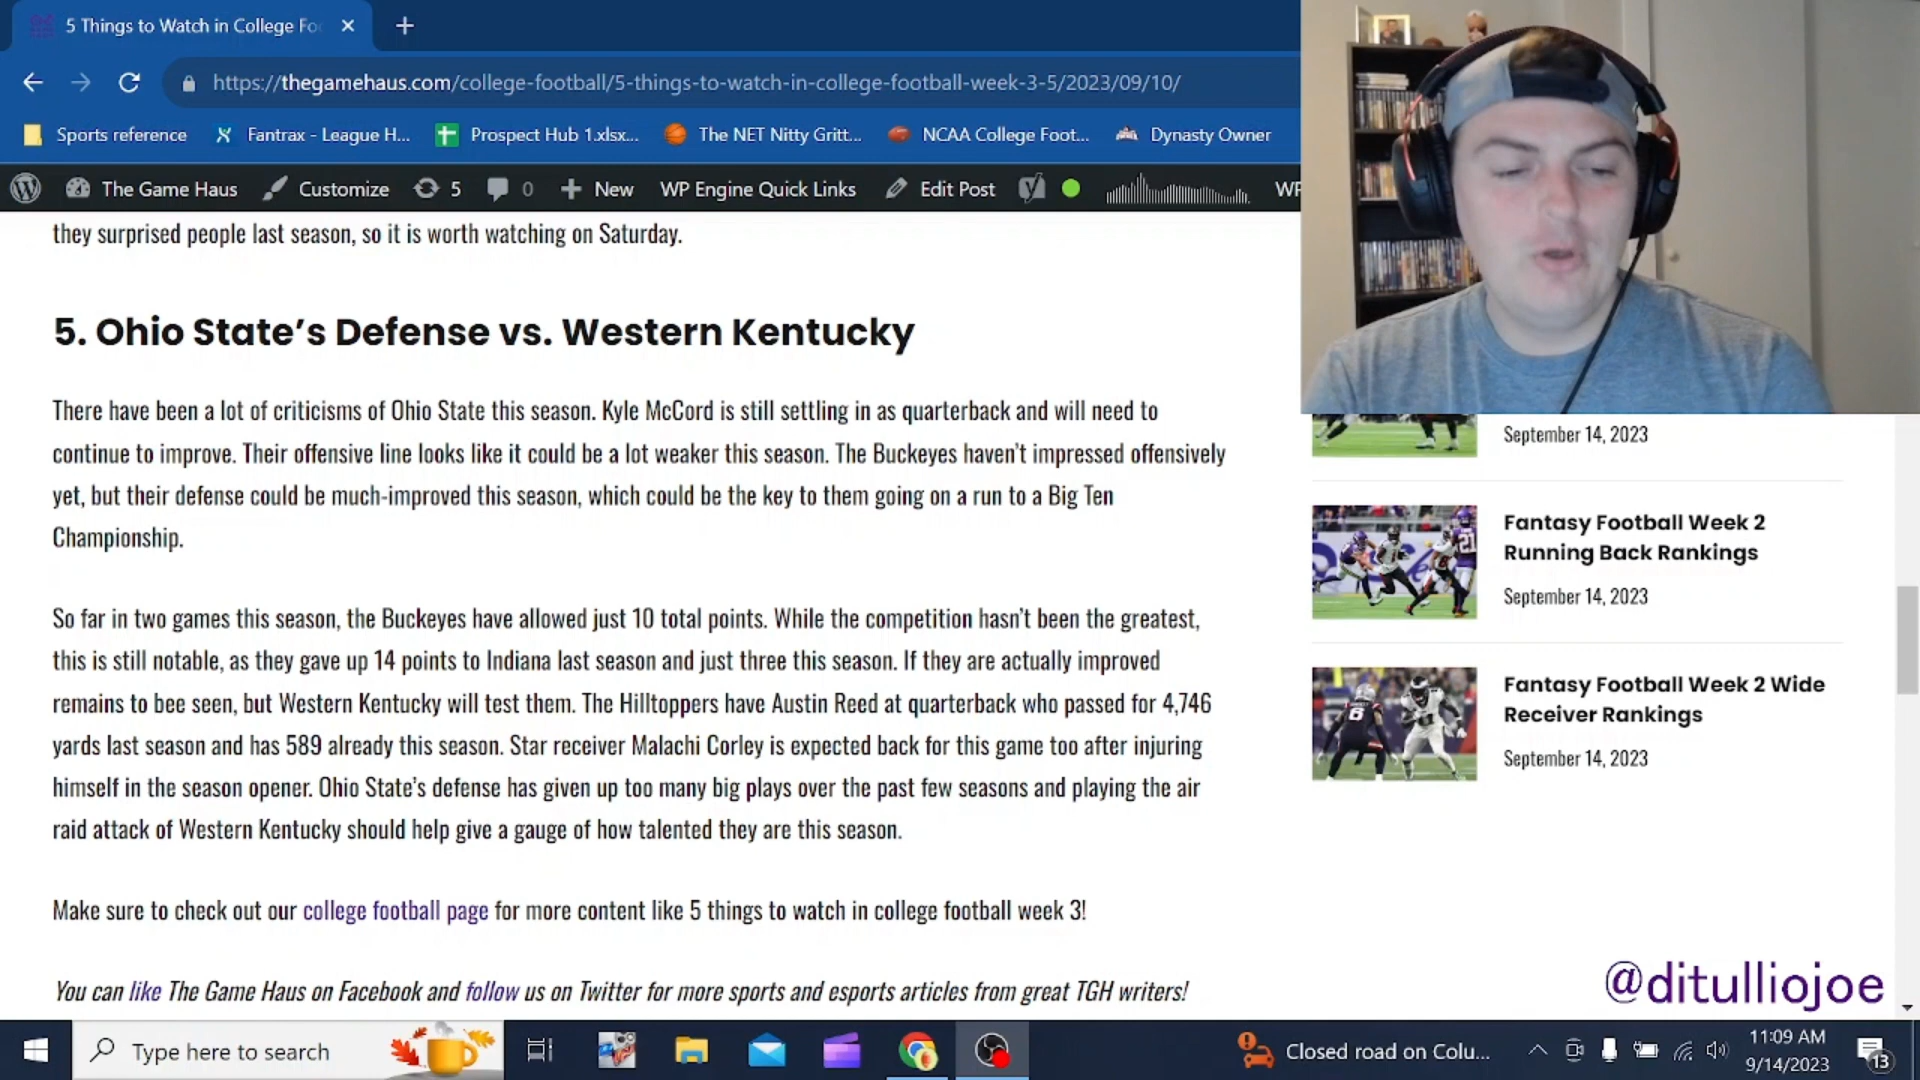 5 Things to Watch in College Fo
https://thegamehaus.com/college-football/5-things-to-watch-in-college-football-week-3-5/2023/09/10/
Sports reference
Fantrax - League H...
Prospect Hub 1.xlsx...
The NET Nitty Gritt...
NCAA College Foot...
Dynasty Owner
The Game Haus
Customize
5
0
New
WP Engine Quick Links
Edit Post
they surprised people last season, so it is worth watching on Saturday.
5. Ohio State’s Defense vs. Western Kentucky
There have been a lot of criticisms of Ohio State this season. Kyle McCord is still settling in as quarterback and will need to
continue to improve. Their offensive line looks like it could be a lot weaker this season. The Buckeyes haven’t impressed offensively
yet, but their defense could be much-improved this season, which could be the key to them going on a run to a Big Ten
Championship.
So far in two games this season, the Buckeyes have allowed just 10 total points. While the competition hasn’t been the greatest,
this is still notable, as they gave up 14 points to Indiana last season and just three this season. If they are actually improved
remains to bee seen, but Western Kentucky will test them. The Hilltoppers have Austin Reed at quarterback who passed for 4,746
yards last season and has 589 already this season. Star receiver Malachi Corley is expected back for this game too after injuring
himself in the season opener. Ohio State’s defense has given up too many big plays over the past few seasons and playing the air
raid attack of Western Kentucky should help give a gauge of how talented they are this season.
Make sure to check out our college football page for more content like 5 things to watch in college football week 3!
You can like The Game Haus on Facebook and follow us on Twitter for more sports and esports articles from great TGH writers!
September 14, 2023
Fantasy Football Week 2
Running Back Rankings
September 14, 2023
Fantasy Football Week 2 Wide
Receiver Rankings
September 14, 2023
@ditulliojoe
Type here to search
Closed road on Colu...
11:09 AM
9/14/2023
13